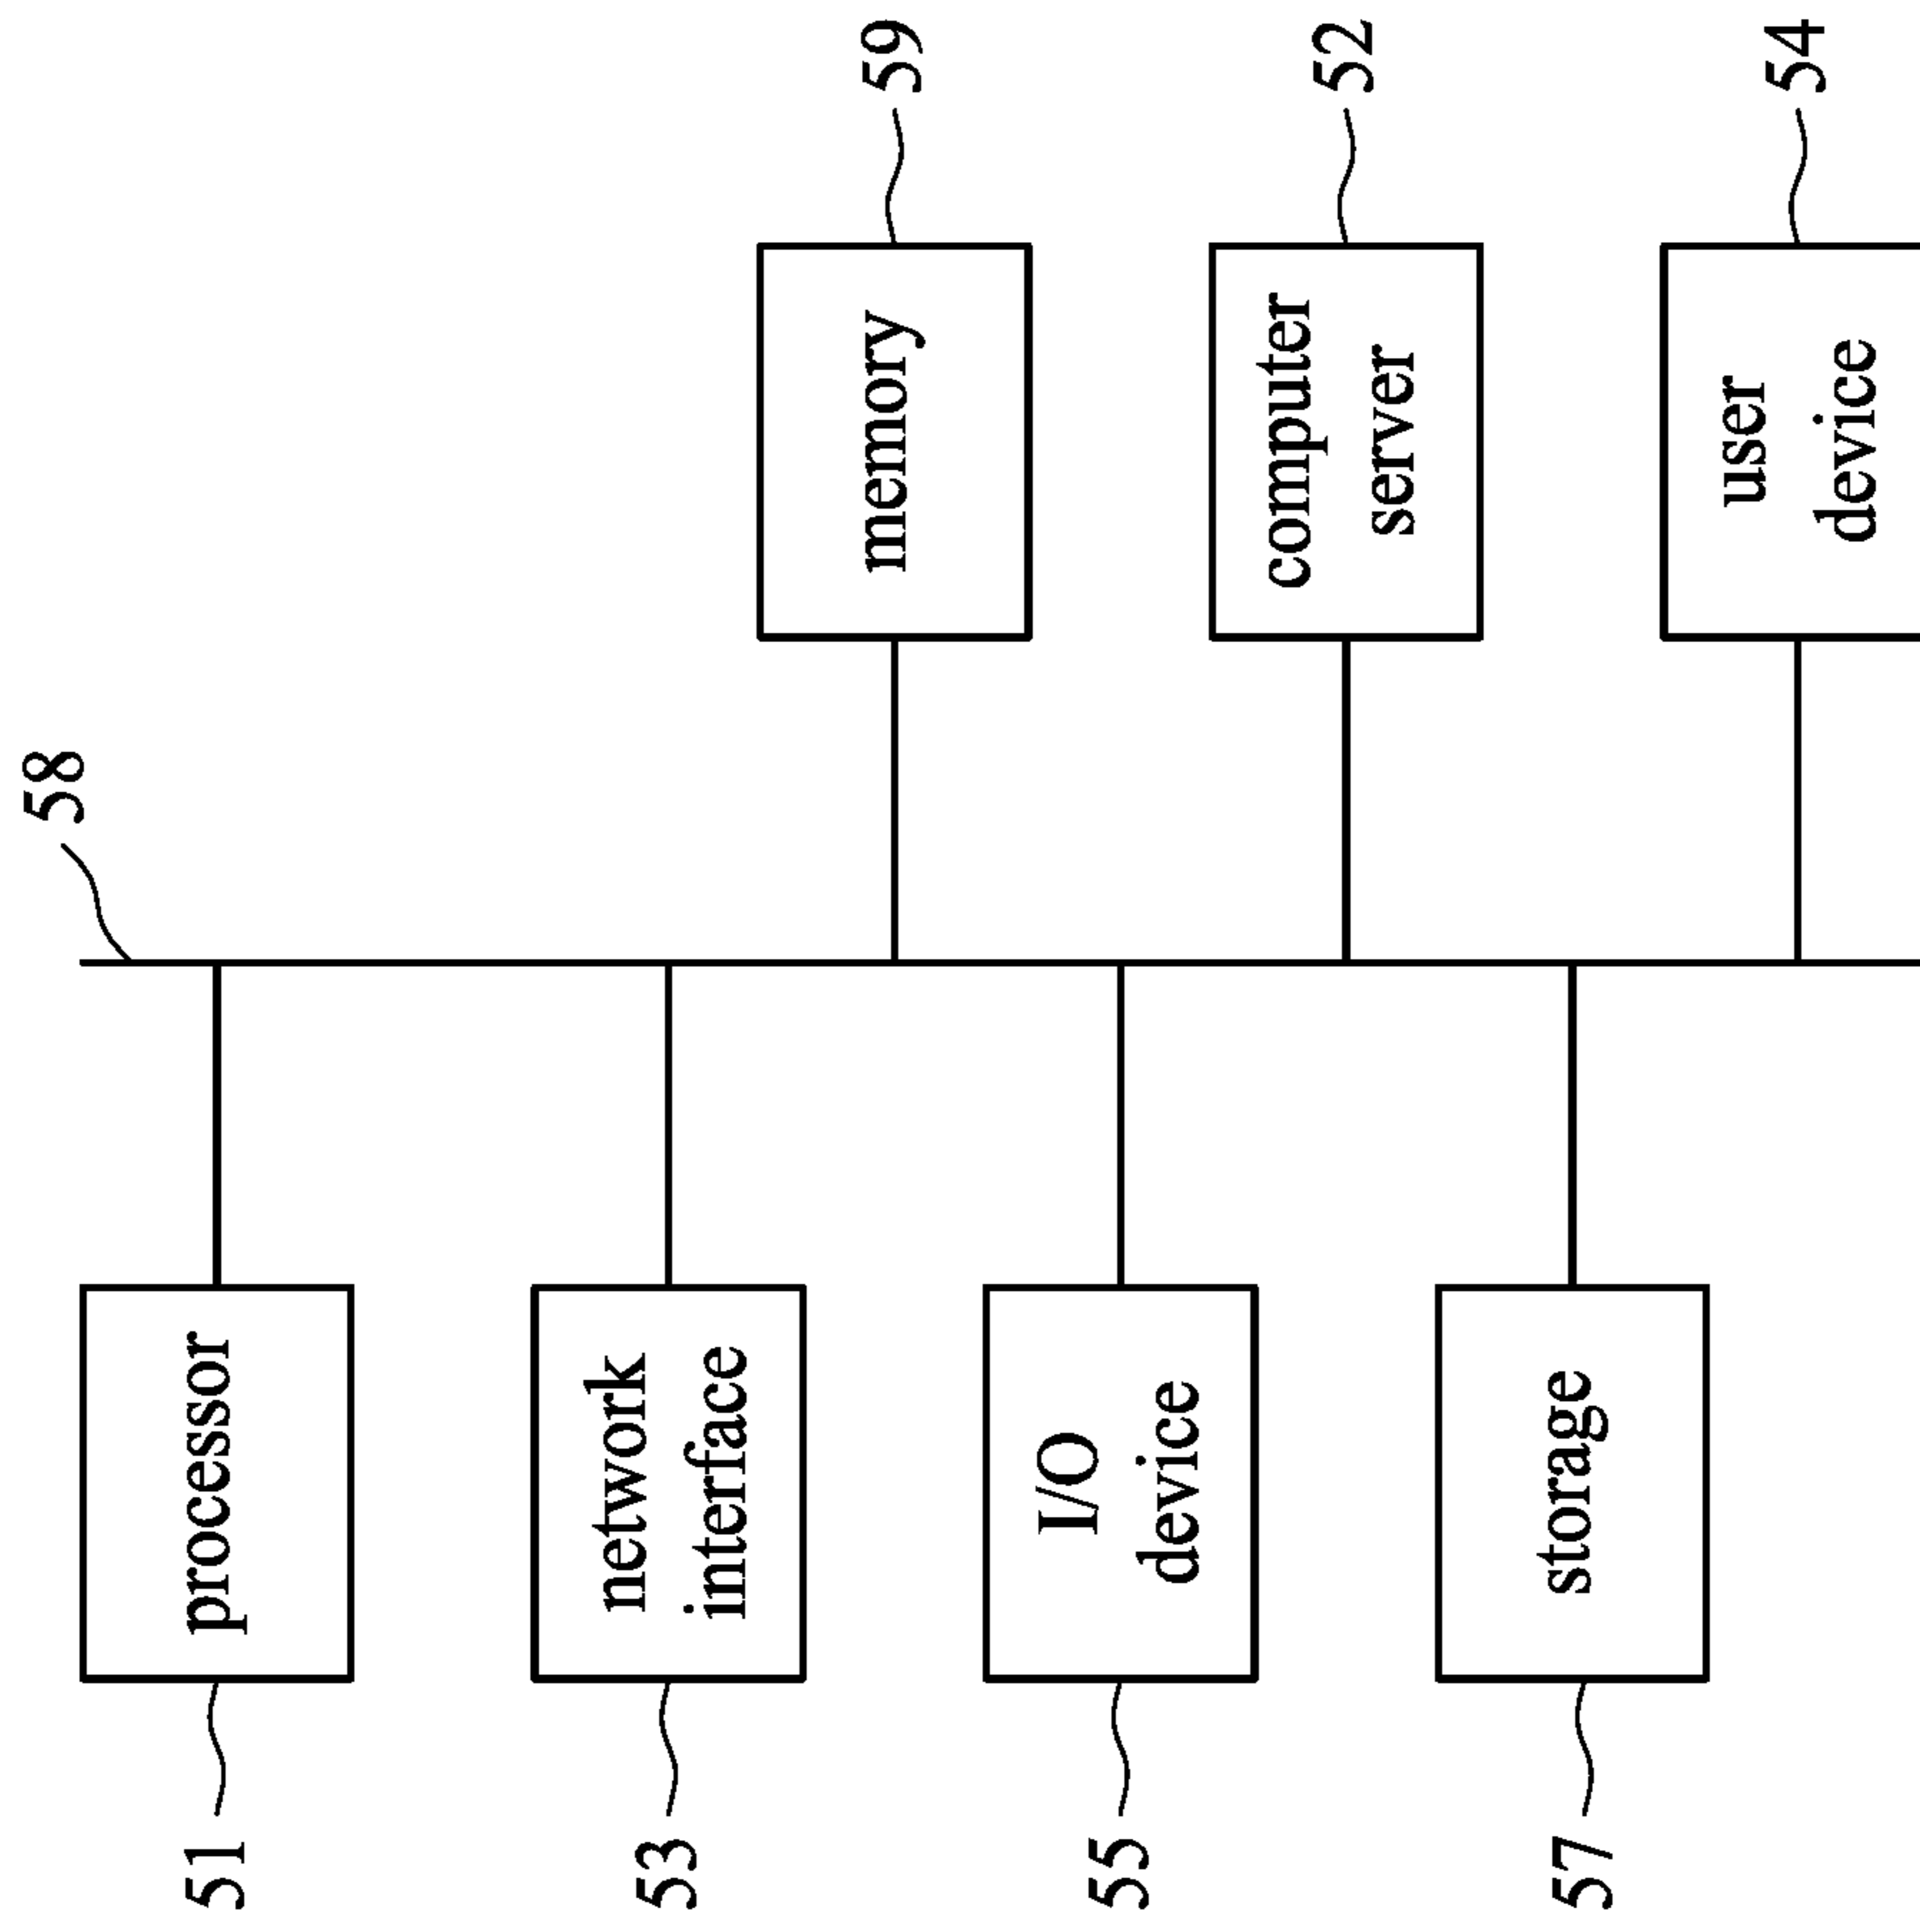 58
51
processor
53
network
interface
55
I/O
device
57
storage
memory
59
computer
server
52
user
device
54